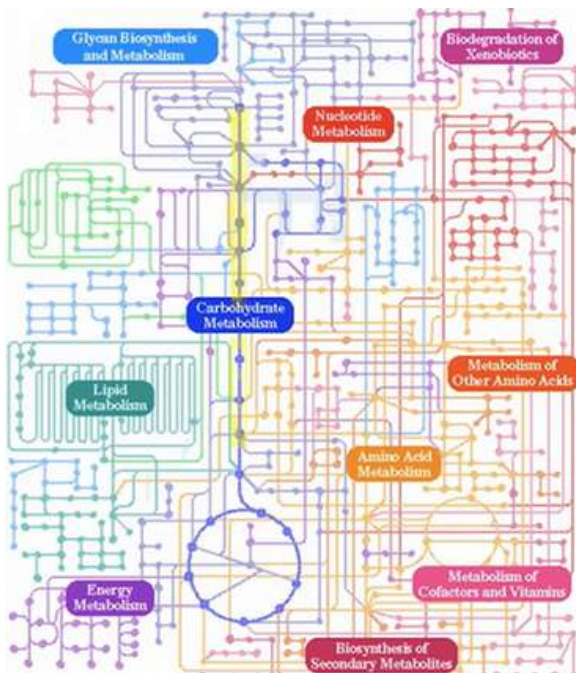 Glycan Biosynthesis
and Metabolism
Biodegradation of
Xenobiotics
Nucleotide
Metabolism
Carbohydrate
Metabolism
Lipid
Metabolism
Metabolism of
Other Amino Acids
Amino Acid
Metabolism
Energy
Metabolism
Metabolism of
Cofactors and Vitamins
Biosynthesis of
Secondary Metabolites